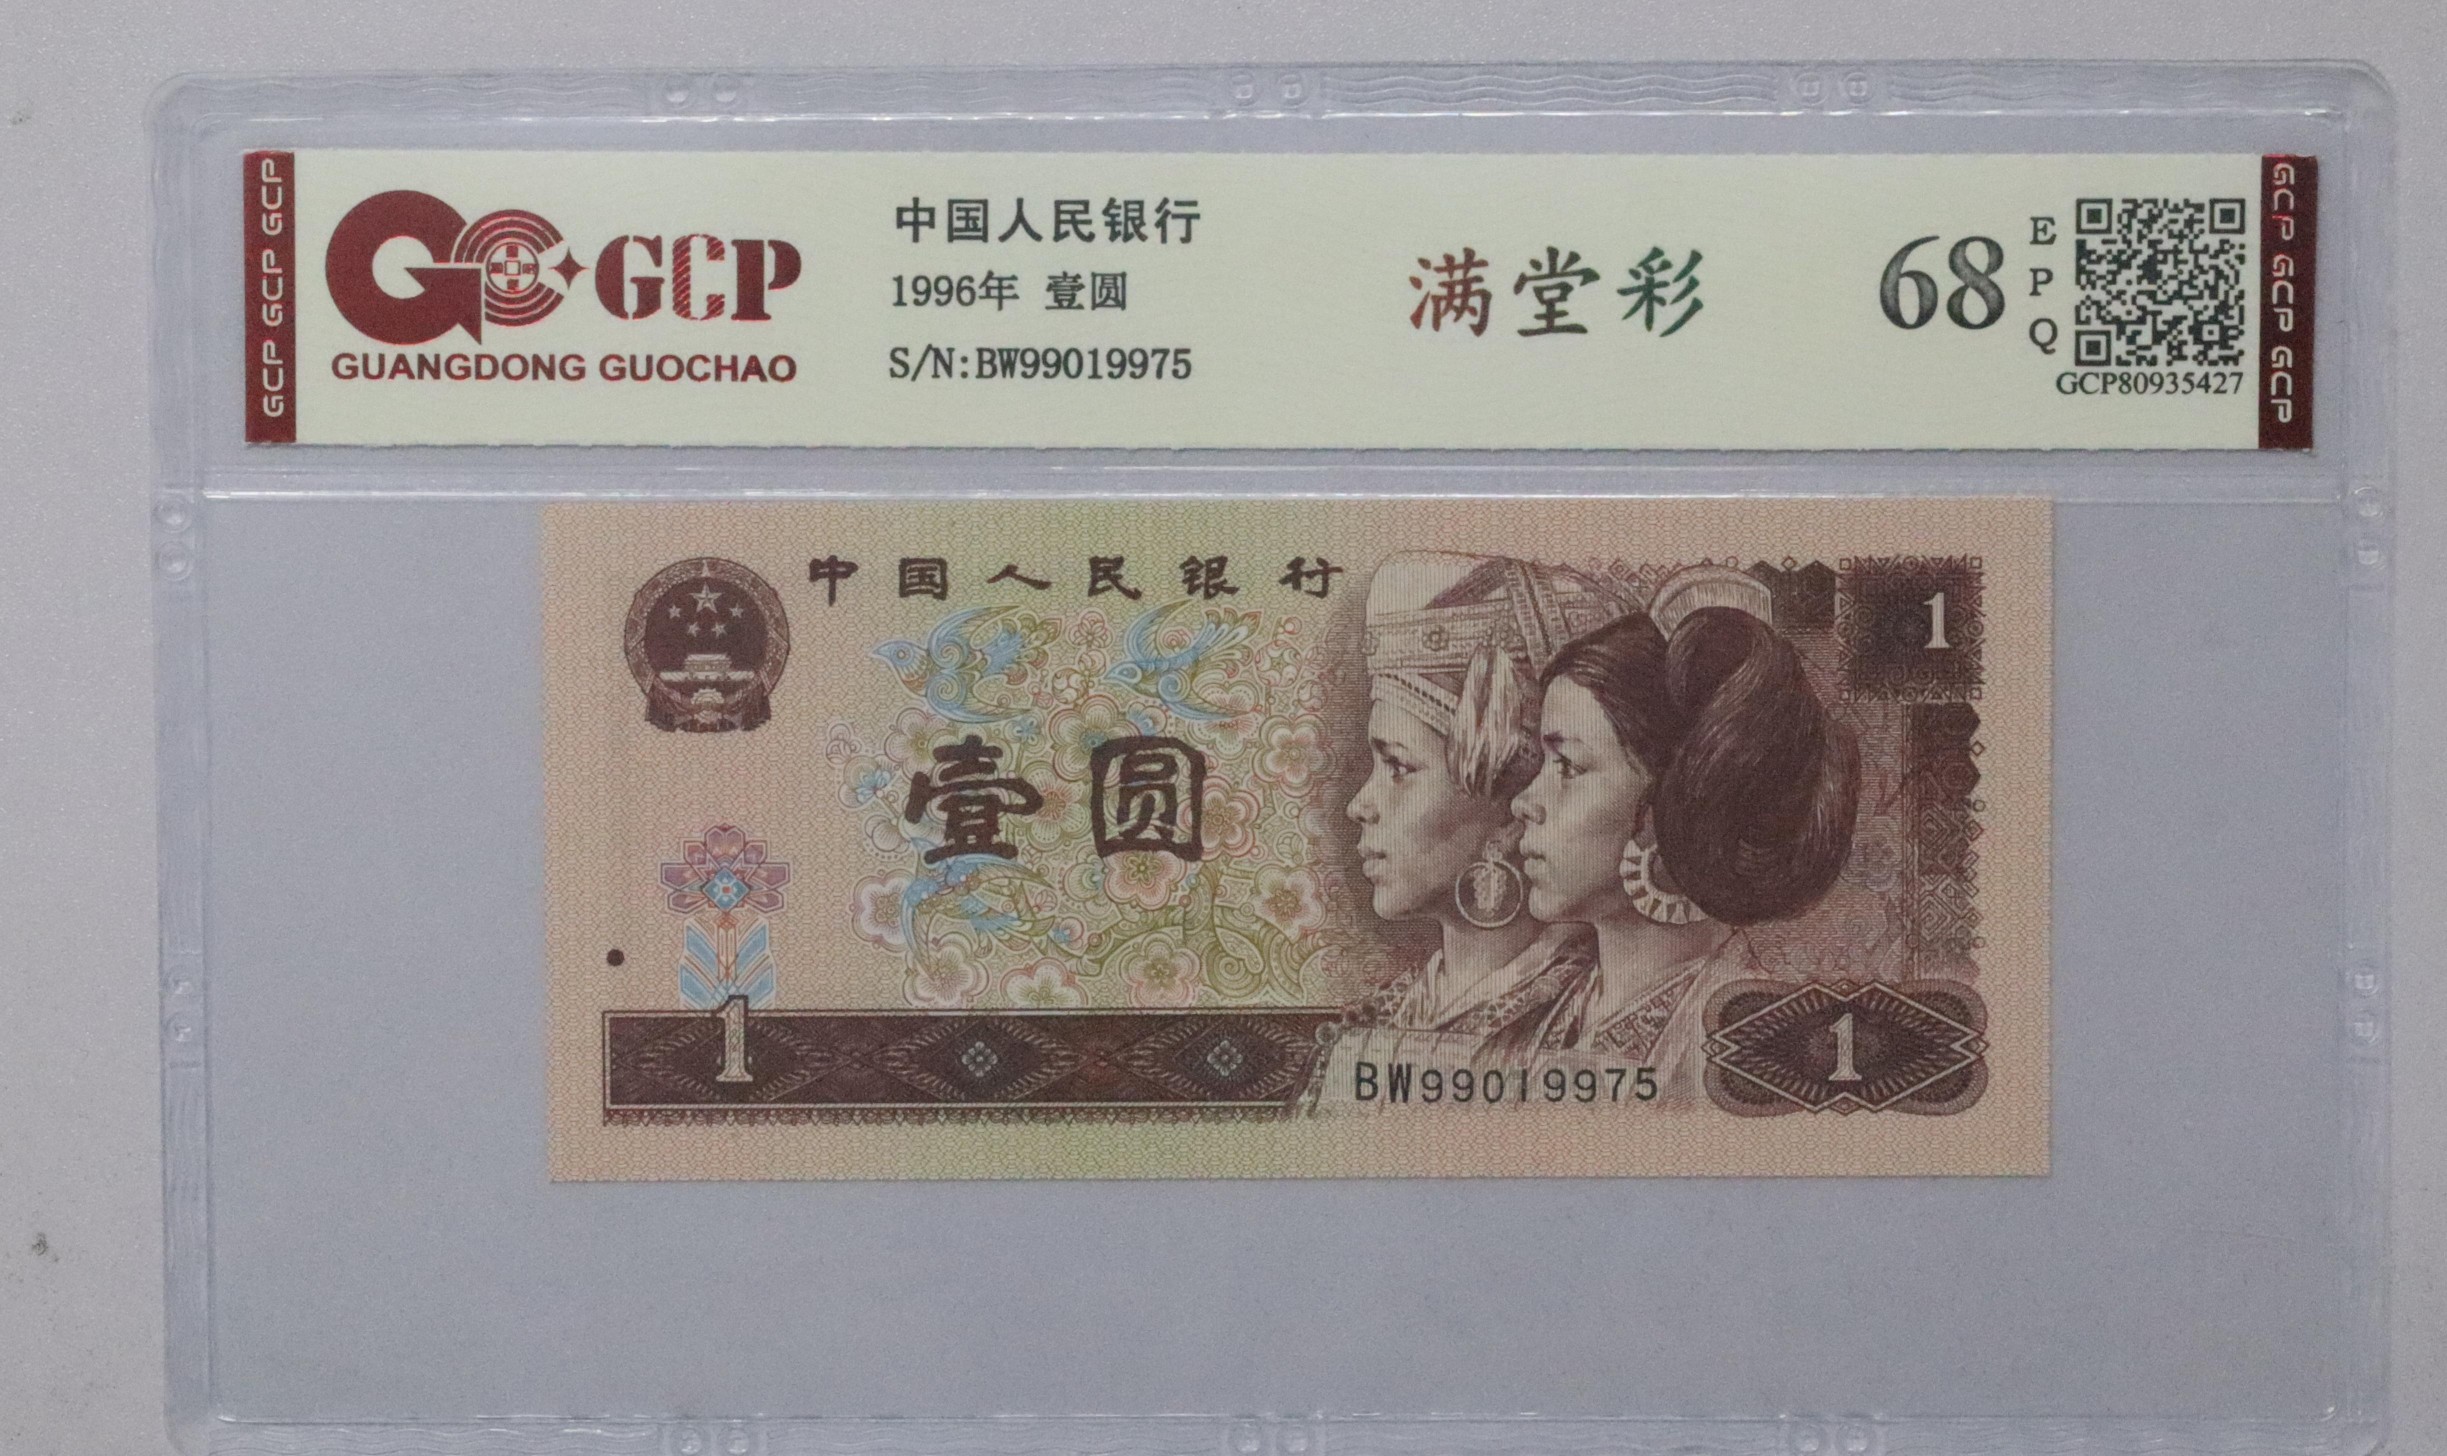 GCP GCP GCP
GCP
GUANGDONG GUOCHAO
中国人民银行
1996年 壹圆
S/N:BW99019975
满堂彩
68
EPQ
GCP80935427
GCP GCP GCP
中国人民银行
1
壹圆
1
BW99019975
1